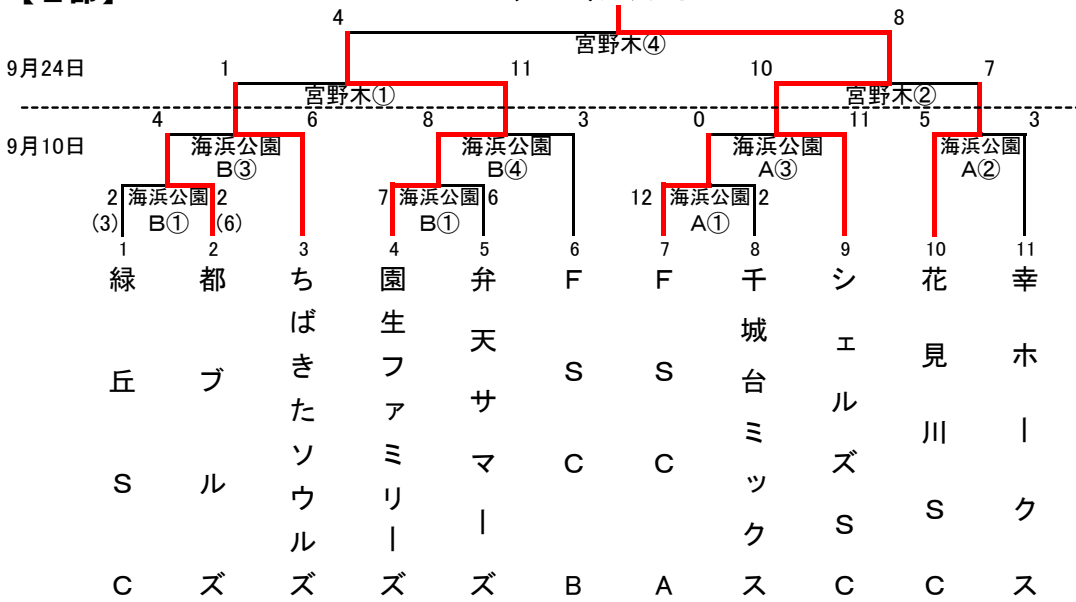 4 8
宮野木④
9月24日 1 11 10 7
宮野木① 宮野木②
4 6 8 3 0 11 5 3
9月10日 海浜公園 海浜公園 海浜公園 海浜公園
B③ B④ A③ A②
2 海浜公園 2 7 海浜公園 6 12 海浜公園 2
(3) B① (6) B① A①
1 2 3 4 5 6 7 8 9 10 11
緑丘SC
都ブルズ
ちばきたソウルズ
園生ファミリーズ
弁天サマーズ
FSCB
FSCA
千城台ミックス
シェルズSC
花見川SC
幸ホークス